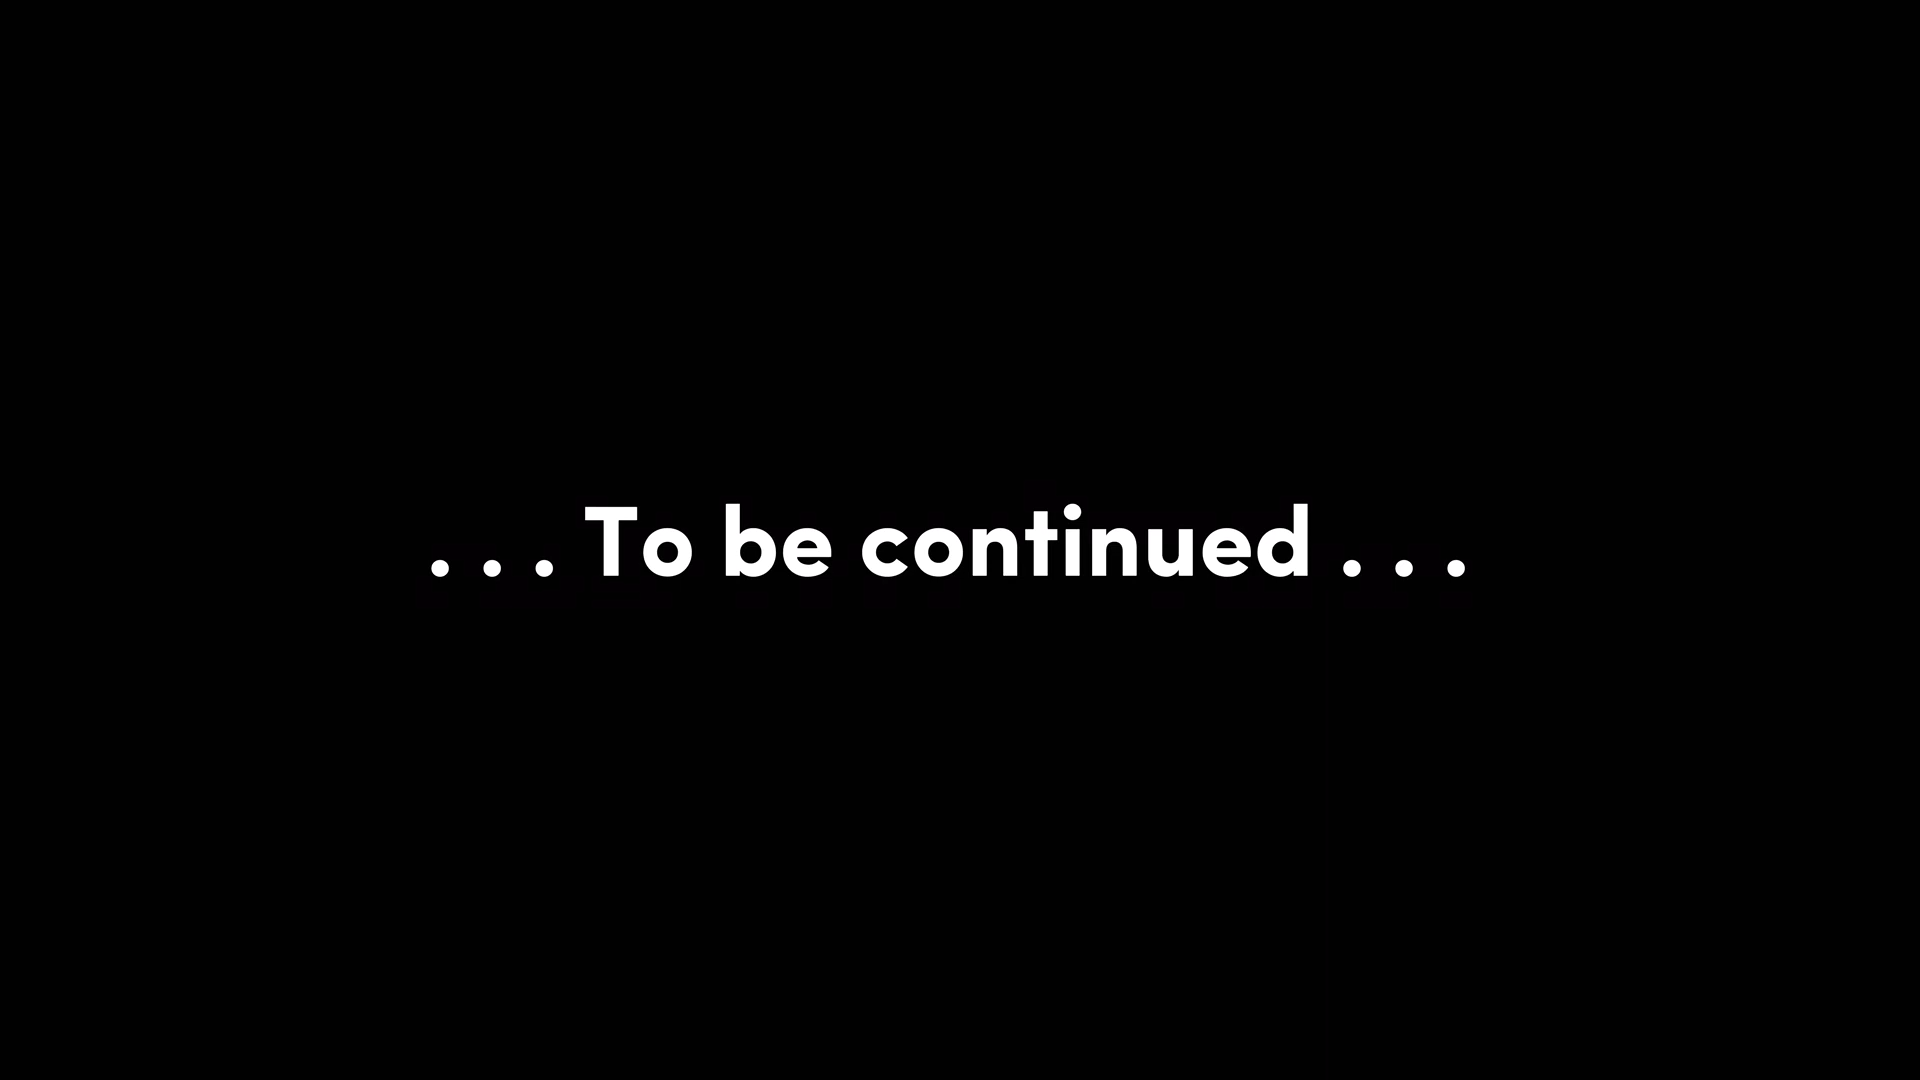 . . . To be continued . . .